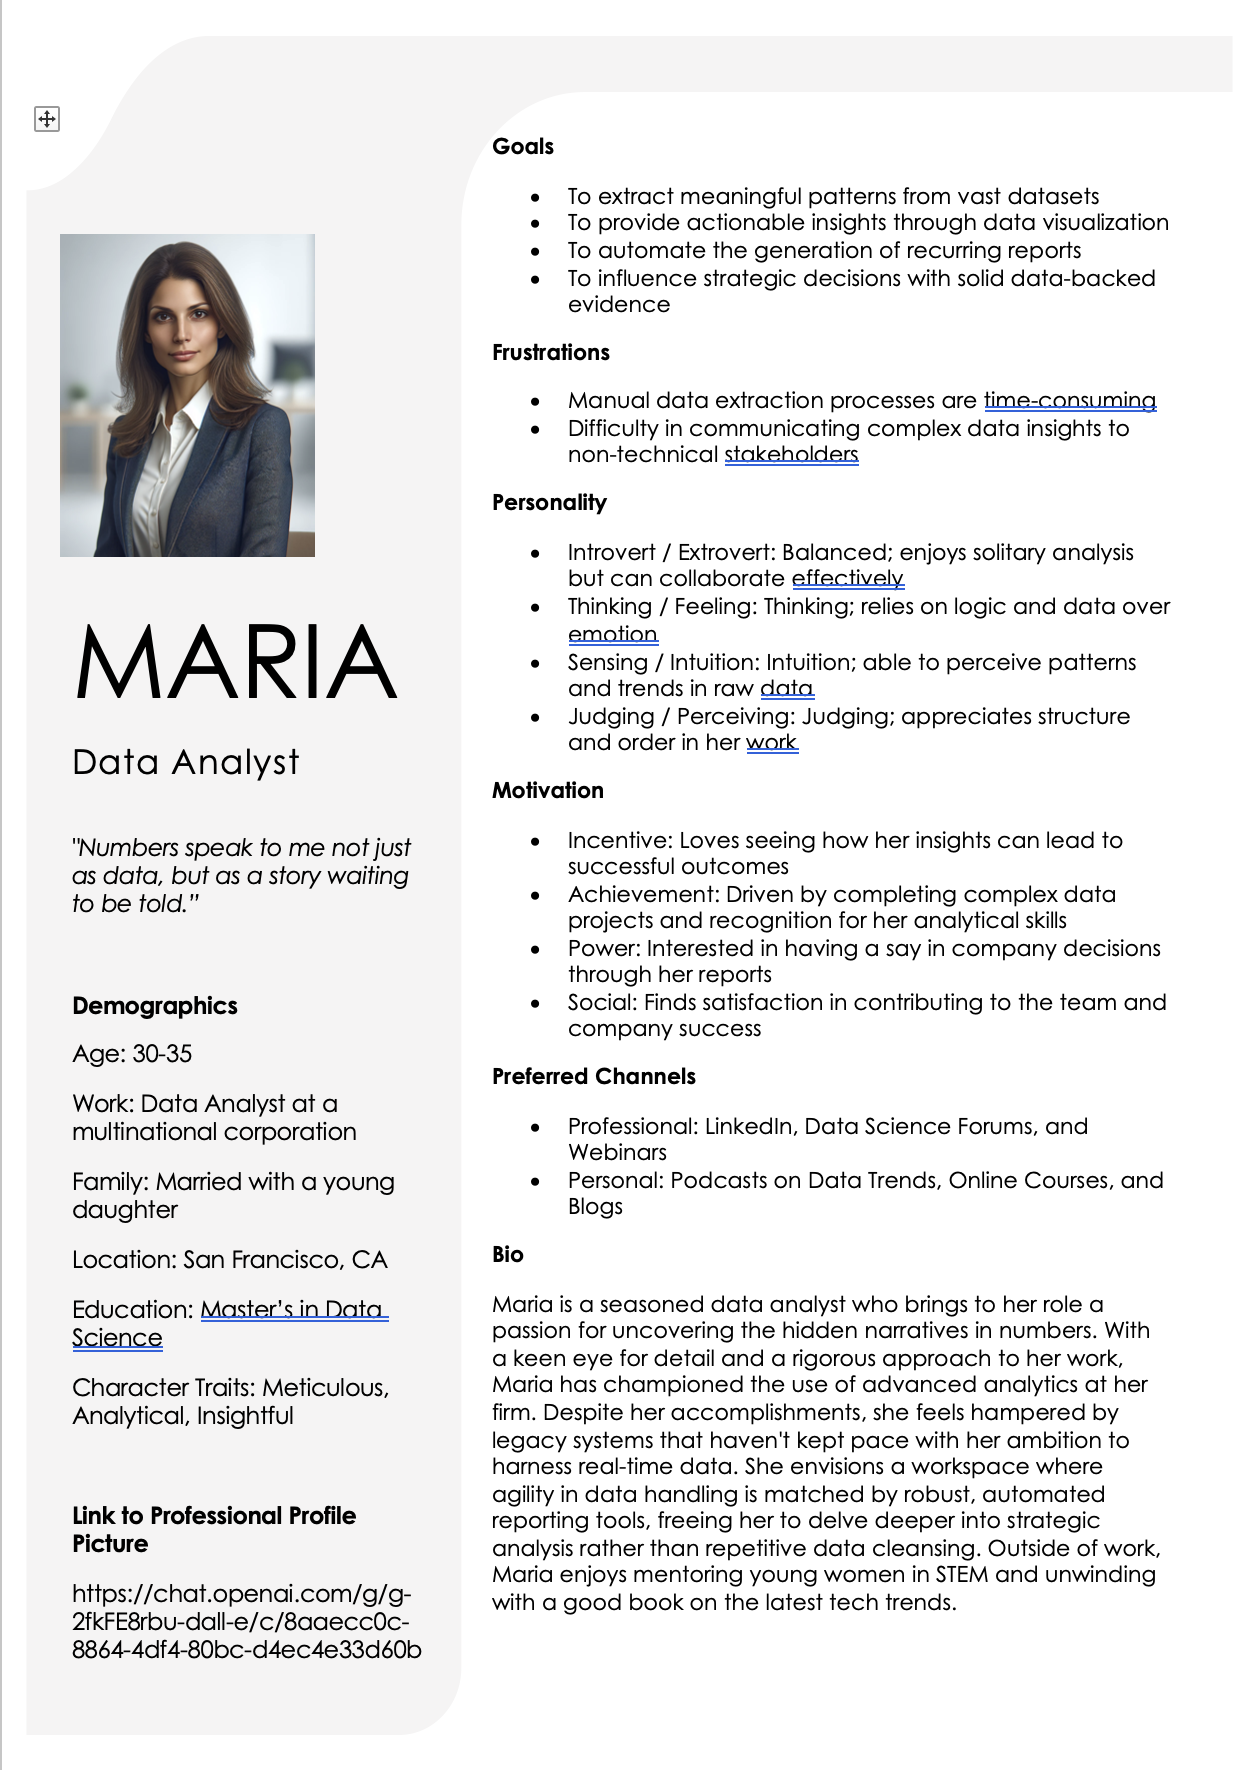 MARIA
Data Analyst
"Numbers speak to me not just
as data, but as a story waiting
to be told.”
Demographics
Age: 30-35
Work: Data Analyst at a
multinational corporation
Family: Married with a young
daughter
Location: San Francisco, CA
Education: Master’s in Data
Science
Character Traits: Meticulous,
Analytical, Insightful
Link to Professional Profile
Picture
https://chat.openai.com/g/g-
2fkFE8rbu-dall-e/c/8aaecc0c-
8864-4df4-80bc-d4ec4e33d60b
Goals
• To extract meaningful patterns from vast datasets
• To provide actionable insights through data visualization
• To automate the generation of recurring reports
• To influence strategic decisions with solid data-backed
evidence
Frustrations
• Manual data extraction processes are time-consuming
• Difficulty in communicating complex data insights to
non-technical stakeholders
Personality
• Introvert / Extrovert: Balanced; enjoys solitary analysis
but can collaborate effectively
• Thinking / Feeling: Thinking; relies on logic and data over
emotion
• Sensing / Intuition: Intuition; able to perceive patterns
and trends in raw data
• Judging / Perceiving: Judging; appreciates structure
and order in her work
Motivation
• Incentive: Loves seeing how her insights can lead to
successful outcomes
• Achievement: Driven by completing complex data
projects and recognition for her analytical skills
• Power: Interested in having a say in company decisions
through her reports
• Social: Finds satisfaction in contributing to the team and
company success
Preferred Channels
• Professional: LinkedIn, Data Science Forums, and
Webinars
• Personal: Podcasts on Data Trends, Online Courses, and
Blogs
Bio
Maria is a seasoned data analyst who brings to her role a
passion for uncovering the hidden narratives in numbers. With
a keen eye for detail and a rigorous approach to her work,
Maria has championed the use of advanced analytics at her
firm. Despite her accomplishments, she feels hampered by
legacy systems that haven't kept pace with her ambition to
harness real-time data. She envisions a workspace where
agility in data handling is matched by robust, automated
reporting tools, freeing her to delve deeper into strategic
analysis rather than repetitive data cleansing. Outside of work,
Maria enjoys mentoring young women in STEM and unwinding
with a good book on the latest tech trends.